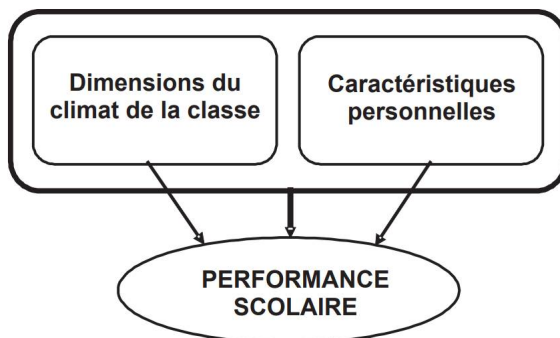 Dimensions du
climat de la classe
Caractéristiques
personnelles
PERFORMANCE
SCOLAIRE